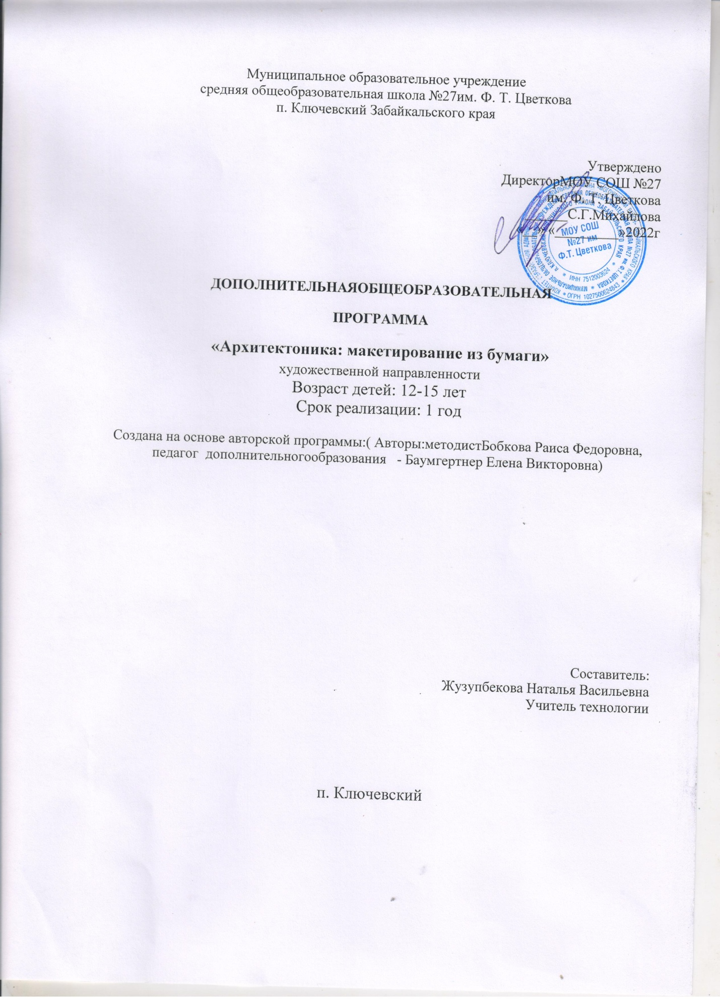 Муниципальное образовательное учреждение
средняя общеобразовательная школа №27им. Ф. Т. Цветкова
п. Ключевский Забайкальского края
Утверждено
ДиректорМОУ СОШ №27
им. Ф. Т. Цветкова
______С.Г.Михайлова
«__» «_________»2022г
МОУ СОШ
№27 им
Ф.Т. Цветкова
* ИНН 7512003624 *
* ОГРН 1027500624843 *
ДОПОЛНИТЕЛЬНАЯОБЩЕОБРАЗОВАТЕЛЬНАЯ
ПРОГРАММА
«Архитектоника: макетирование из бумаги»
художественной направленности
Возраст детей: 12-15 лет
Срок реализации: 1 год
Создана на основе авторской программы:( Авторы:методистБобкова Раиса Федоровна,
педагог дополнительногообразования - Баумгертнер Елена Викторовна)
Составитель:
Жузупбекова Наталья Васильевна
Учитель технологии
п. Ключевский